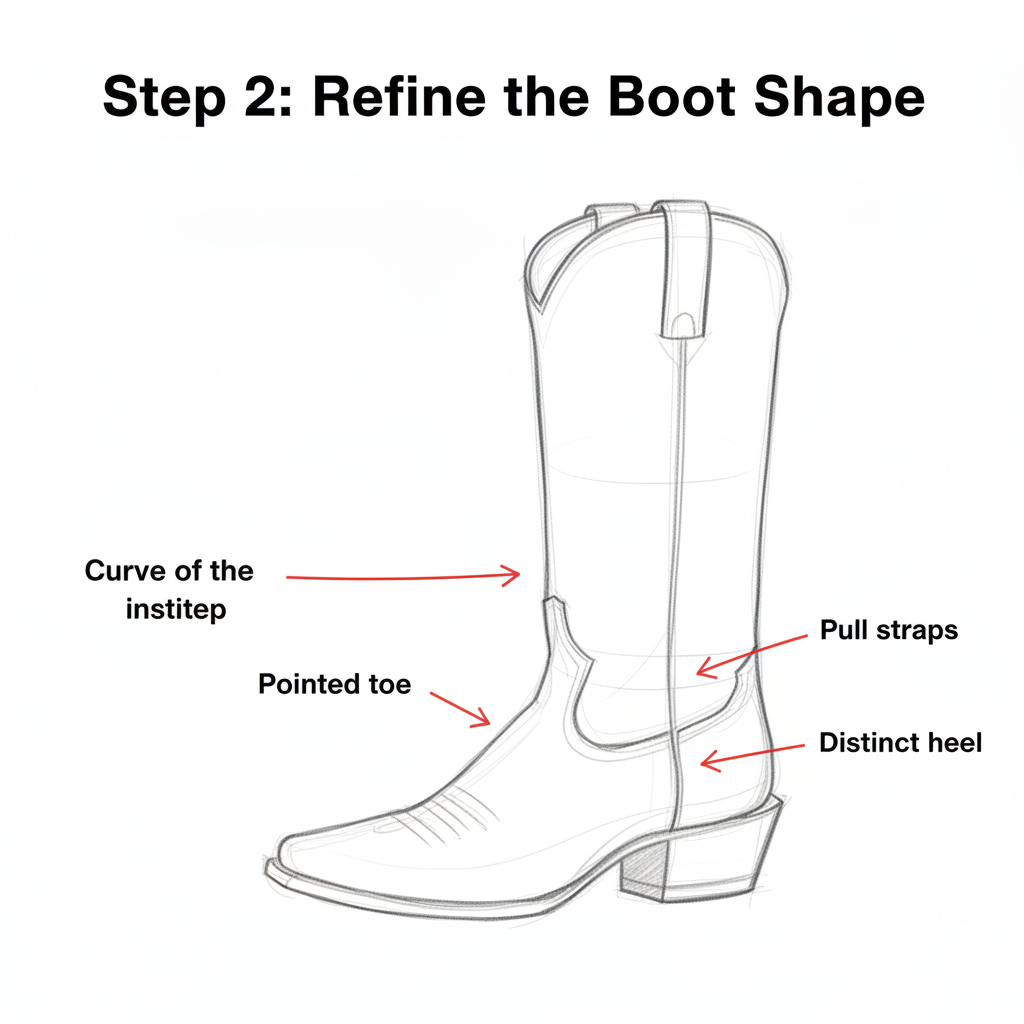 Step 2: Refine the Boot Shape
Curve of the
institep
Pull straps
Pointed toe
Distinct heel